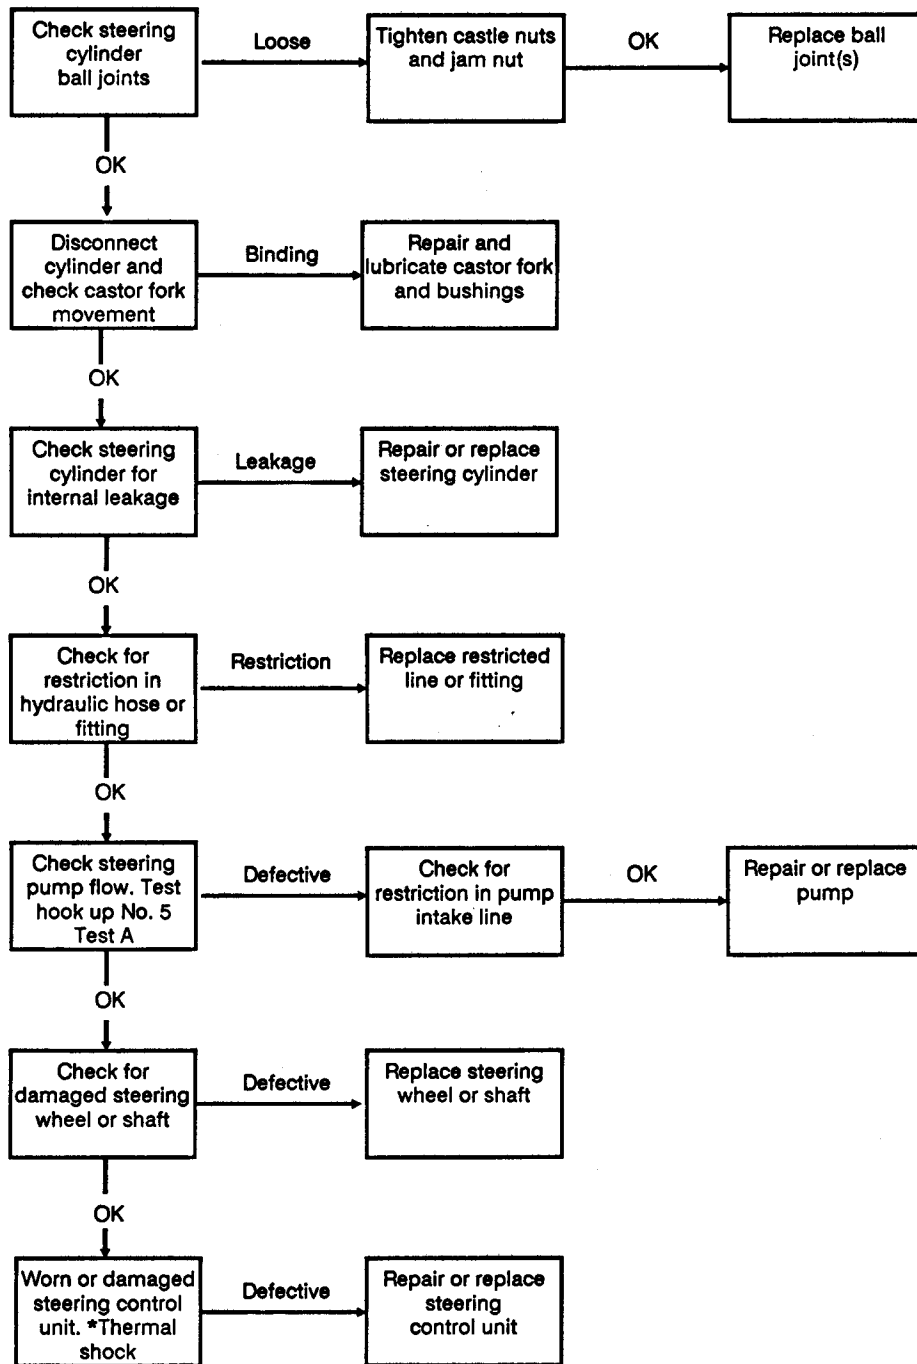 Check steering
cylinder
ball joints
Loose
Tighten castle nuts
and jam nut
OK
Replace ball
joint(s)
OK
Disconnect
cylinder and
check castor fork
movement
Binding
Repair and
lubricate castor fork
and bushings
OK
Check steering
cylinder for
internal leakage
Leakage
Repair or replace
steering cylinder
OK
Check for
restriction in
hydraulic hose or
fitting
Restriction
Replace restricted
line or fitting
OK
Check steering
pump flow. Test
hook up No. 5
Test A
Defective
Check for
restriction in pump
intake line
OK
Repair or replace
pump
OK
Check for
damaged steering
wheel or shaft
Defective
Replace steering
wheel or shaft
OK
Worn or damaged
steering control
unit. *Thermal
shock
Defective
Repair or replace
steering
control unit